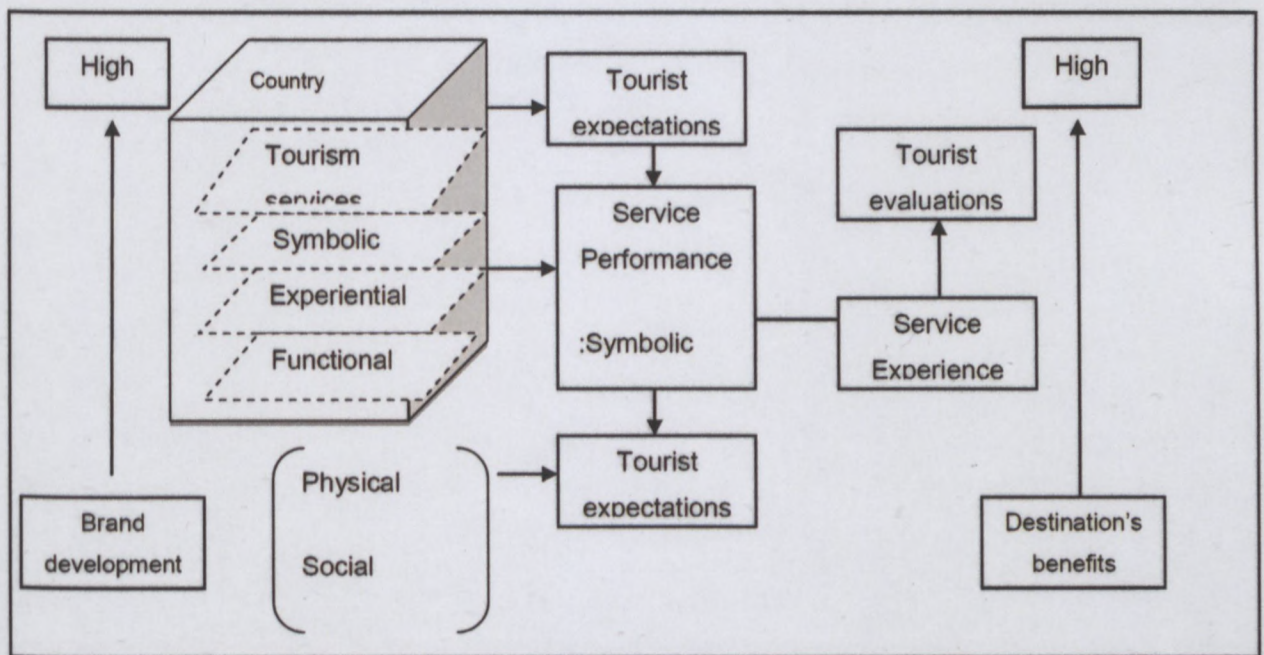 High
Country
Tourism
services
Symbolic
Experiential
Functional
Tourist
expectations
Service
Performance
:Symbolic
Tourist
expectations
Physical
Social
Brand
development
High
Tourist
evaluations
Service
Experience
Destination's
benefits